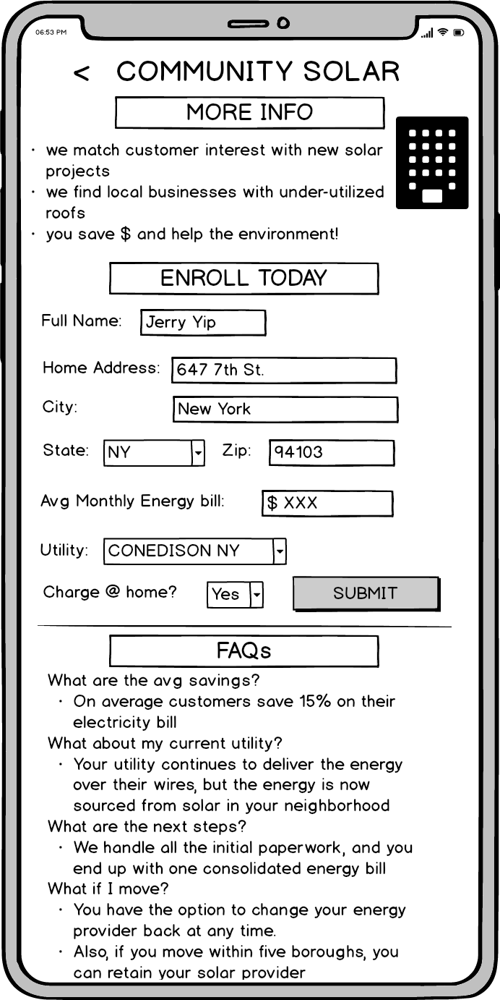 06:53 PM
< COMMUNITY SOLAR
MORE INFO
• we match customer interest with new solar
projects
• we find local businesses with under-utilized
roofs
• you save $ and help the environment!
ENROLL TODAY
Full Name: Jerry Yip
Home Address: 647 7th St.
City: New York
State: NY Zip: 94103
Avg Monthly Energy bill: $ XXX
Utility: CONEDISON NY
Charge @ home? Yes SUBMIT
FAQs
What are the avg savings?
• On average customers save 15% on their
electricity bill
What about my current utility?
• Your utility continues to deliver the energy
over their wires, but the energy is now
sourced from solar in your neighborhood
What are the next steps?
• We handle all the initial paperwork, and you
end up with one consolidated energy bill
What if I move?
• You have the option to change your energy
provider back at any time.
• Also, if you move within five boroughs, you
can retain your solar provider